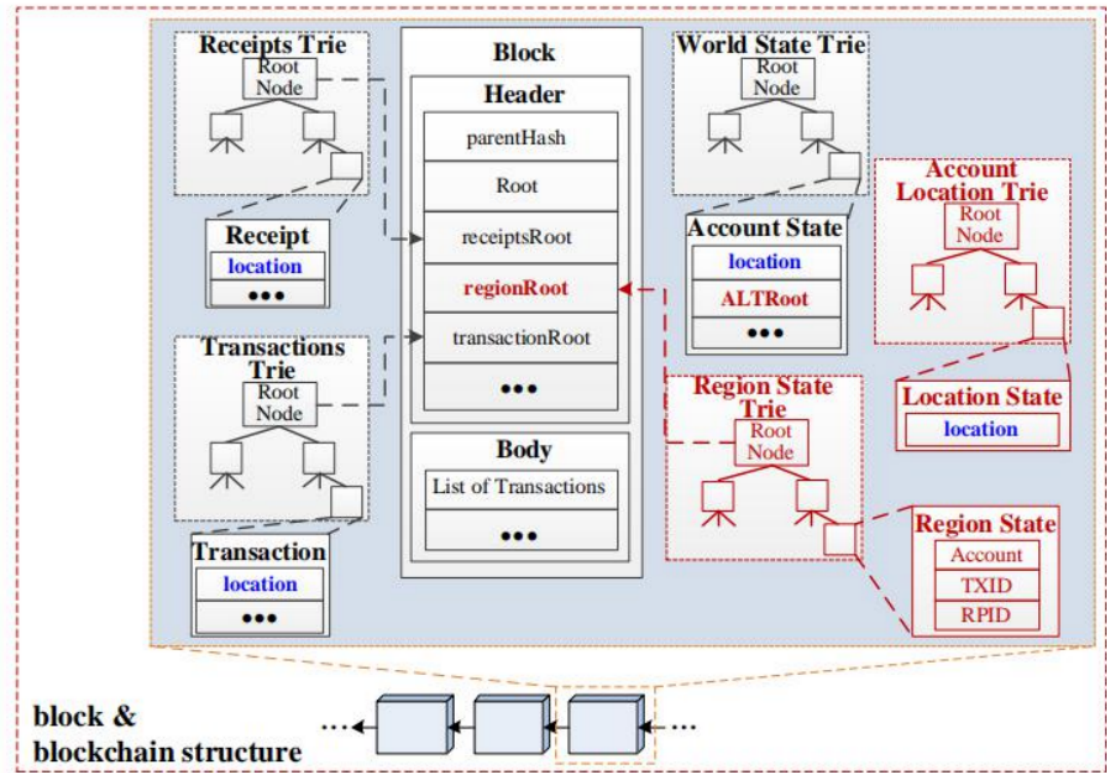 Receipts Trie
Root
Node
Receipt
location
●●●
Transactions
Trie
Root
Node
Transaction
location
●●●
Block
Header
parentHash
Root
receiptsRoot
regionRoot
transactionRoot
●●●
Body
List of Transactions
●●●
World State Trie
Root
Node
Account State
location
ALTRoot
●●●
Account
Location Trie
Root
Node
Location State
location
Region State
Trie
Root
Node
Region State
Account
TXID
RPID
block &
blockchain structure
...
...